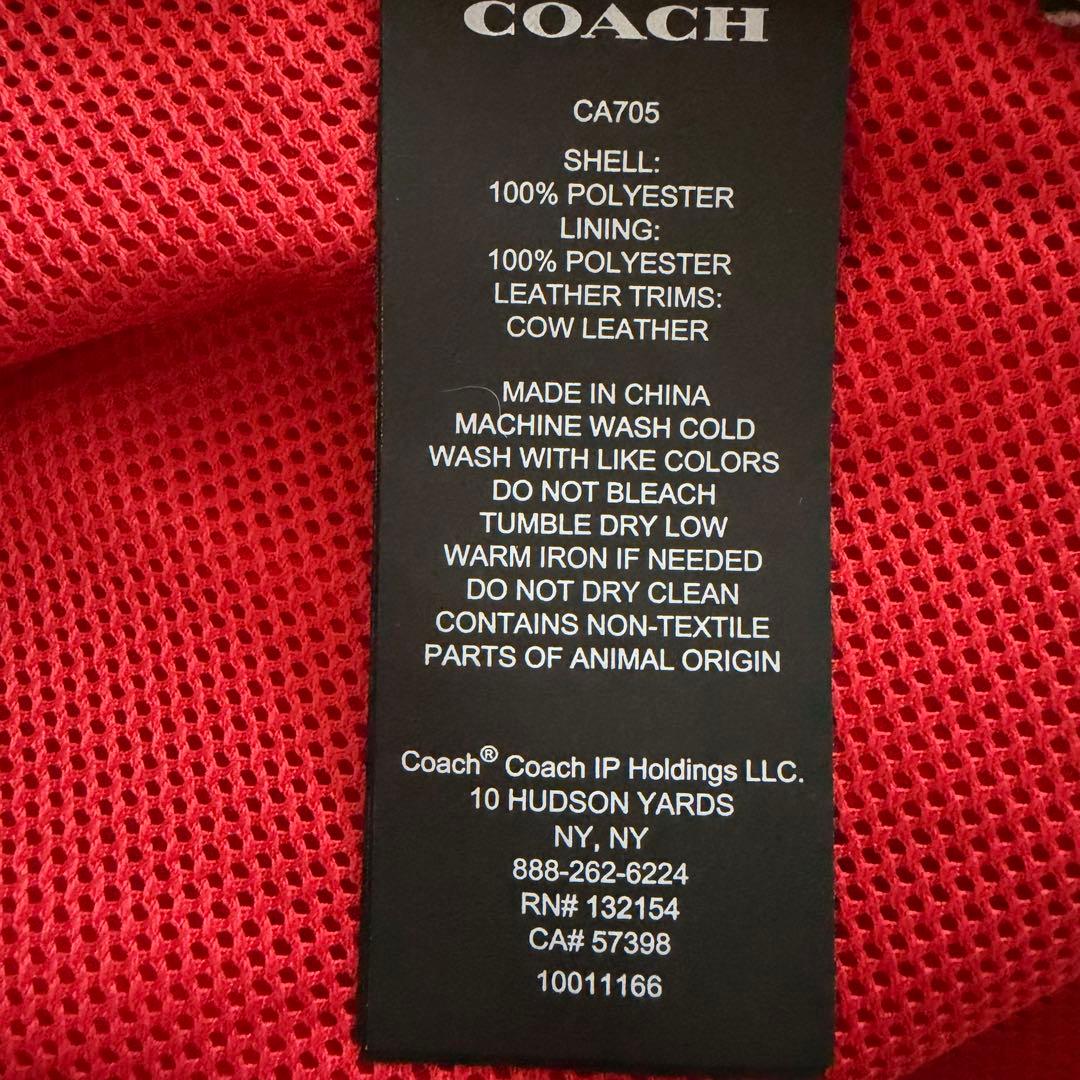 COACH
CA705
SHELL:
100% POLYESTER
LINING:
100% POLYESTER
LEATHER TRIMS:
COW LEATHER
MADE IN CHINA
MACHINE WASH COLD
WASH WITH LIKE COLORS
DO NOT BLEACH
TUMBLE DRY LOW
WARM IRON IF NEEDED
DO NOT DRY CLEAN
CONTAINS NON-TEXTILE
PARTS OF ANIMAL ORIGIN
Coach® Coach IP Holdings LLC.
10 HUDSON YARDS
NY, NY
888-262-6224
RN# 132154
CA# 57398
10011166